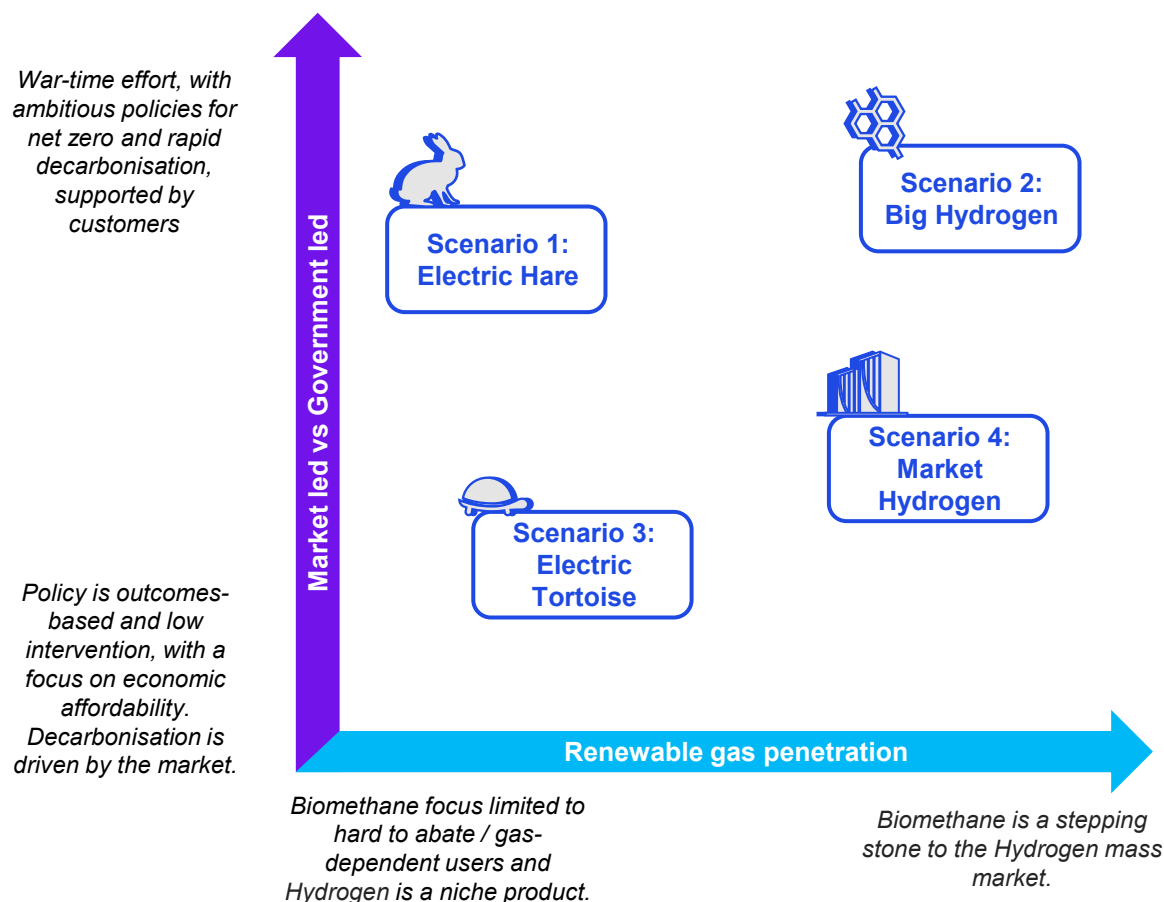 War-time effort, with
ambitious policies for
net zero and rapid
decarbonisation,
supported by
customers
Scenario 1:
Electric Hare
Scenario 2:
Big Hydrogen
Market led vs Government led
Scenario 4:
Market
Hydrogen
Scenario 3:
Electric
Tortoise
Policy is outcomes-
based and low
intervention, with a
focus on economic
affordability.
Decarbonisation is
driven by the market.
Renewable gas penetration
Biomethane focus limited to
hard to abate / gas-
dependent users and
Hydrogen is a niche product.
Biomethane is a stepping
stone to the Hydrogen mass
market.